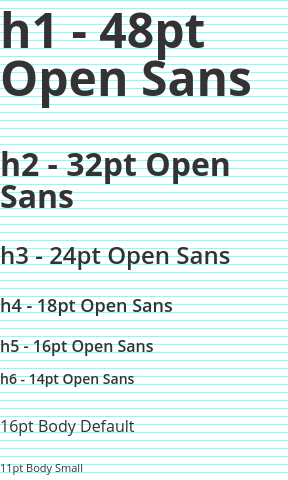 h1 - 48pt
Open Sans
h2 - 32pt Open
Sans
h3 - 24pt Open Sans
h4 - 18pt Open Sans
h5 - 16pt Open Sans
h6 - 14pt Open Sans
16pt Body Default
11pt Body Small